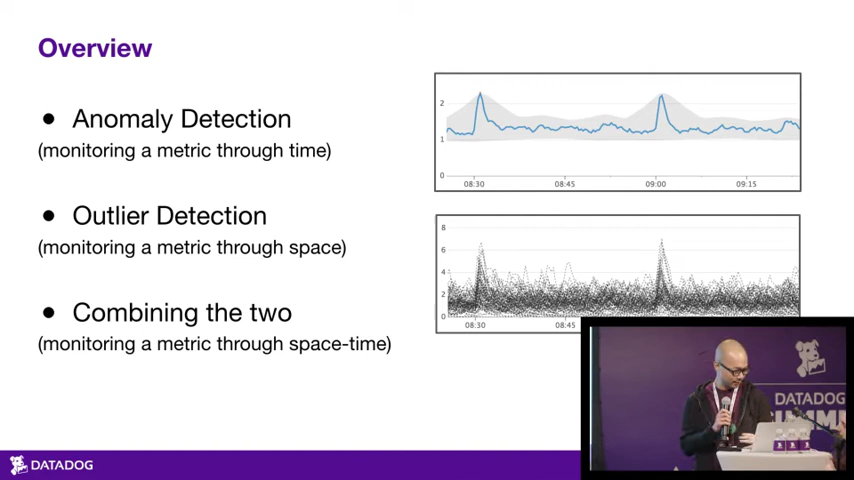 Overview
● Anomaly Detection
(monitoring a metric through time)
● Outlier Detection
(monitoring a metric through space)
● Combining the two
(monitoring a metric through space-time)
2
1
0
08:30 08:45 09:00 09:15
8
6
4
2
0
08:30 08:45
DATADOG
DATADOG